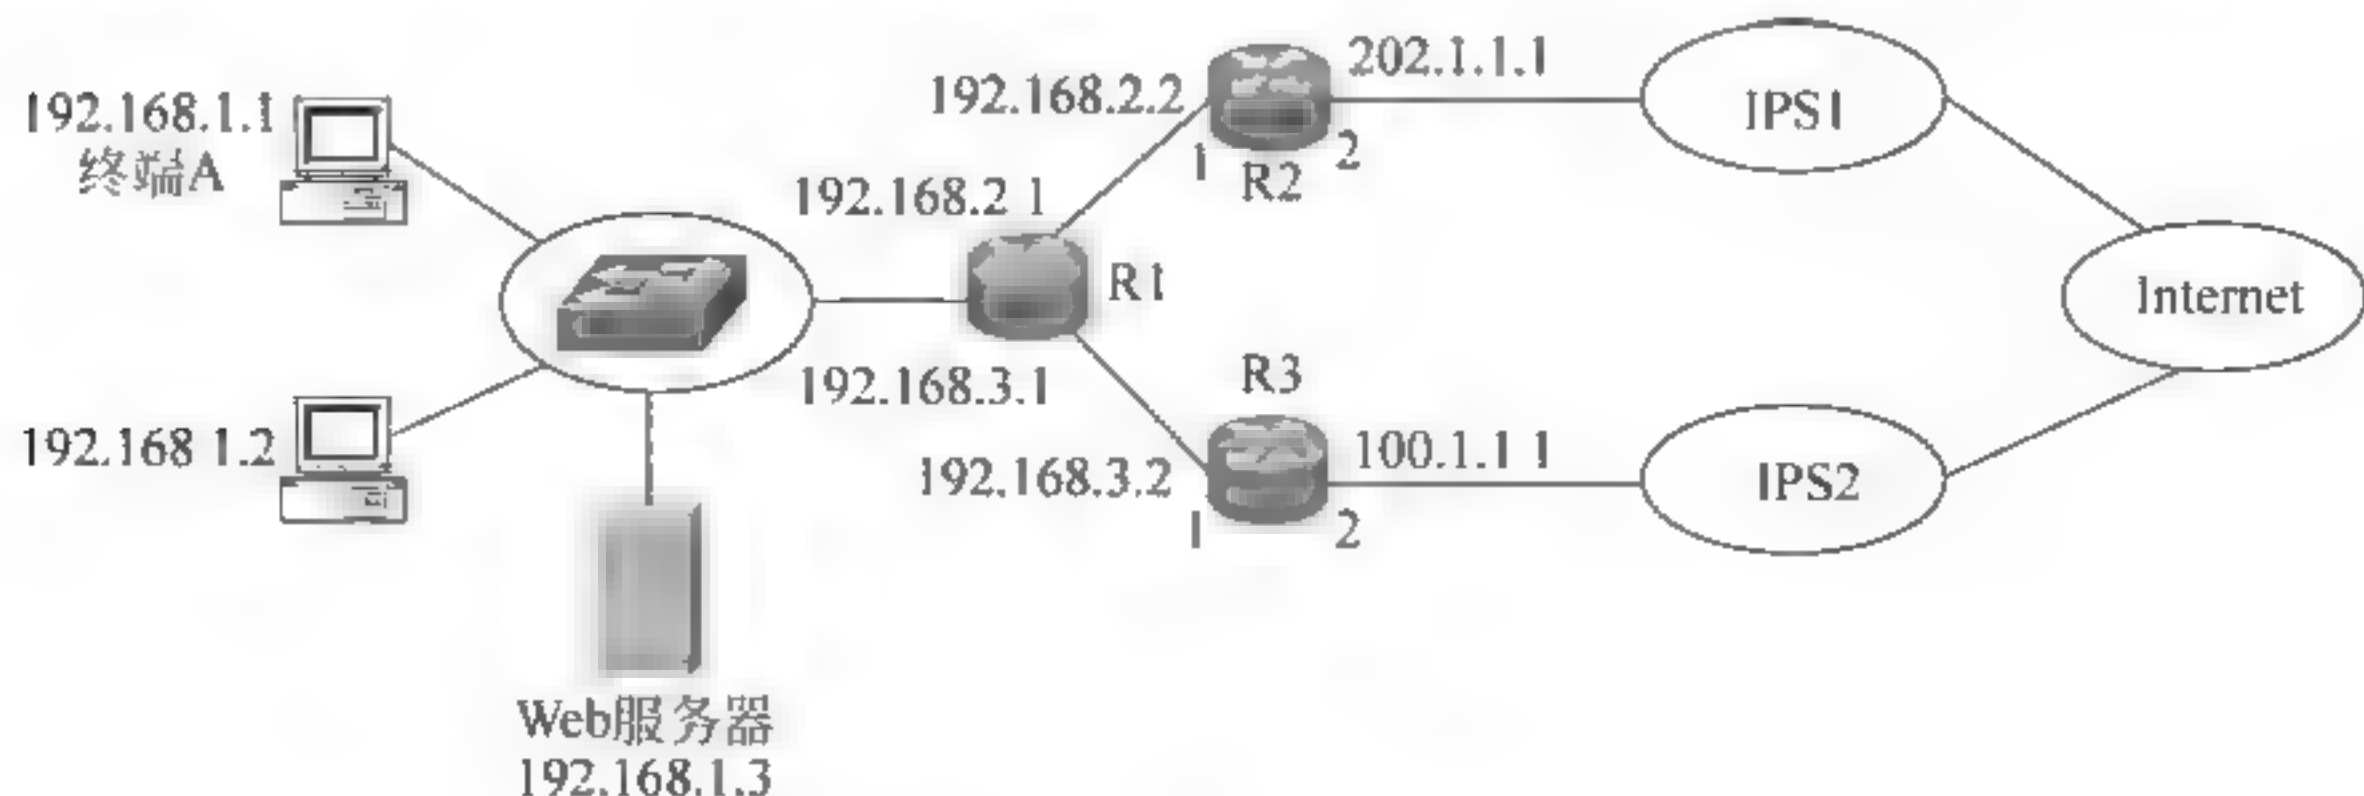 192.168.1.1
终端A
192.168 1.2
Web服务器
192.168.1.3
192.168.2 1
192.168.3.1
R1
192.168.2.2
202.1.1.1
1
R2
2
R3
192.168.3.2
100.1.1 1
1
2
IPS1
IPS2
Internet